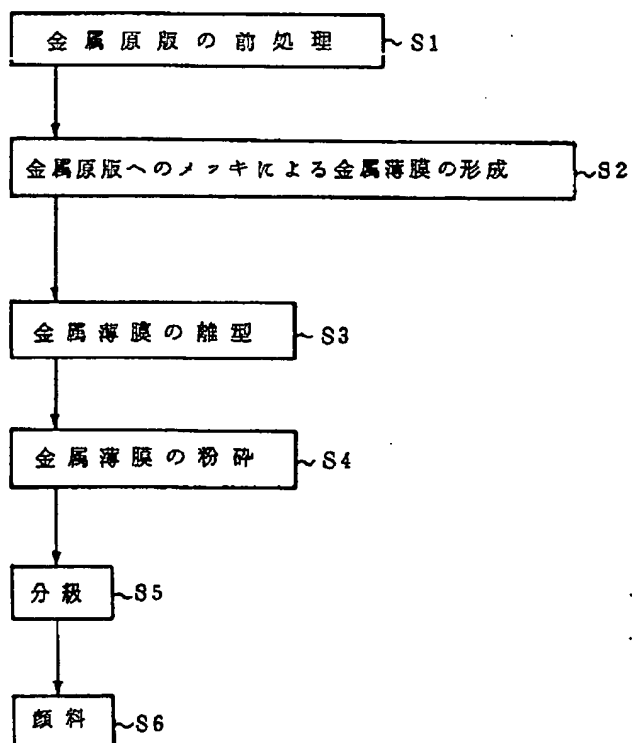 金属原版の前処理 ~S1
金属原版へのメッキによる金属薄膜の形成 ~S2
金属薄膜の離型 ~S3
金属薄膜の粉砕 ~S4
分級 ~S5
顔料 ~S6